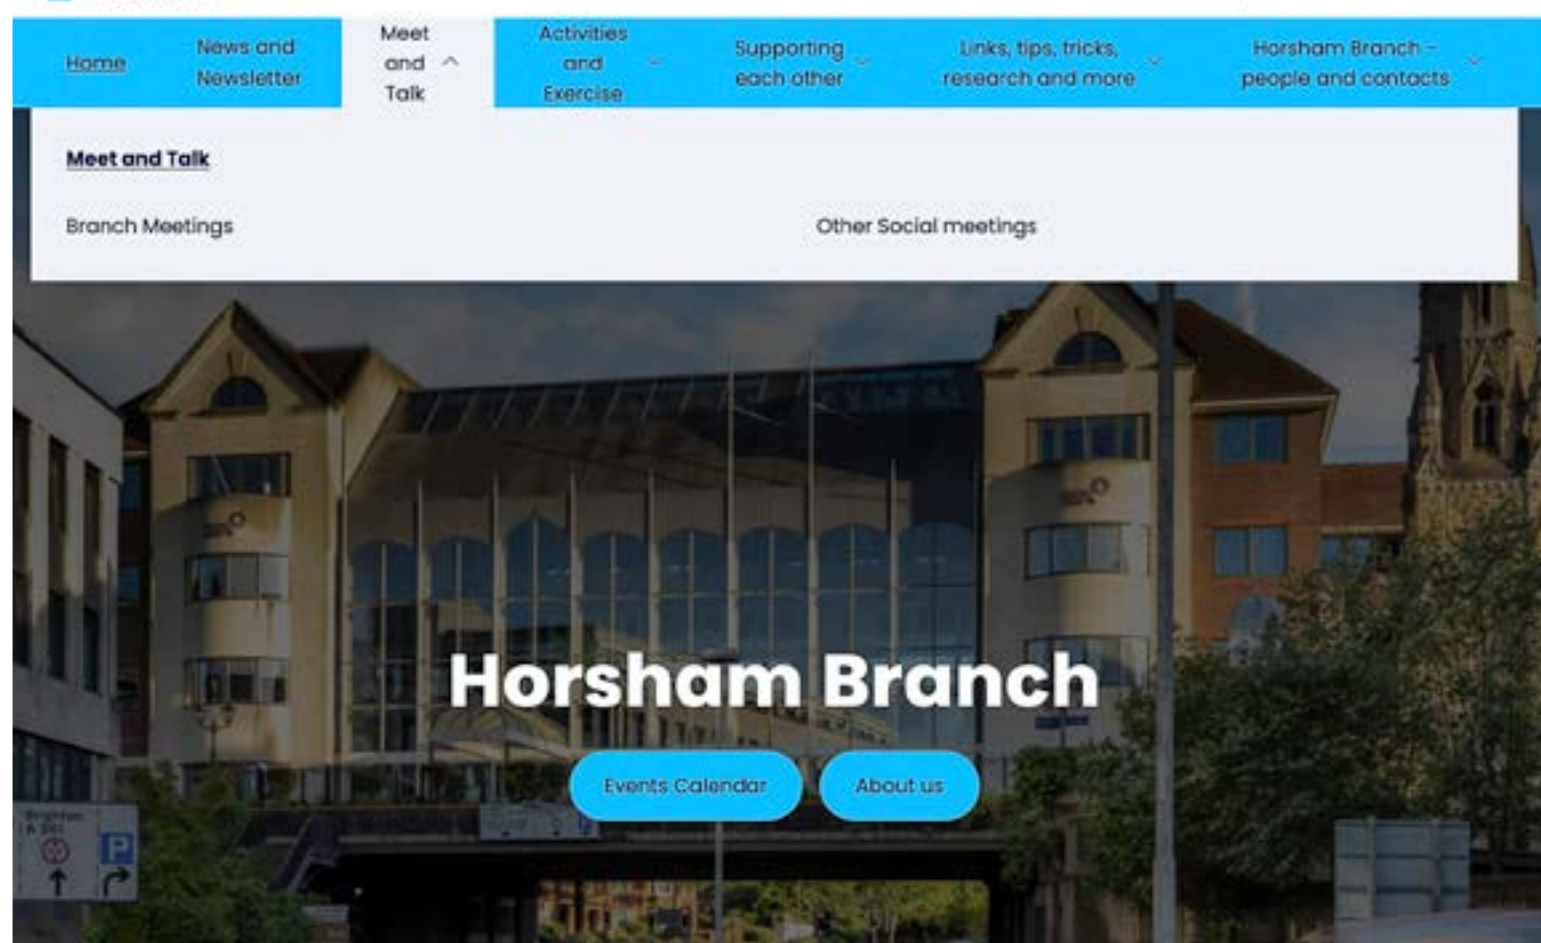 Home
News and
Newsletter
Meet
and
Talk
Activities
and
Exercise
Supporting
each other
Links, tips, tricks,
research and more
Horsham Branch –
people and contacts
Meet and Talk
Branch Meetings
Other Social meetings
Horsham Branch
Events Calendar
About us
Brighton
P